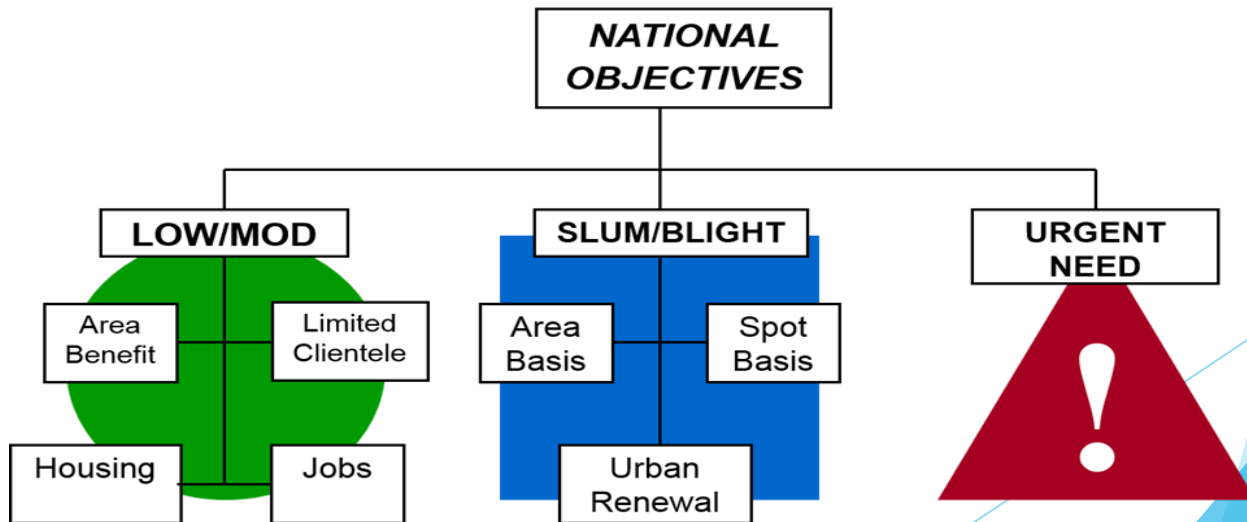 NATIONAL
OBJECTIVES
LOW/MOD
SLUM/BLIGHT
URGENT
NEED
Area
Benefit
Limited
Clientele
Housing
Jobs
Area
Basis
Spot
Basis
Urban
Renewal
!